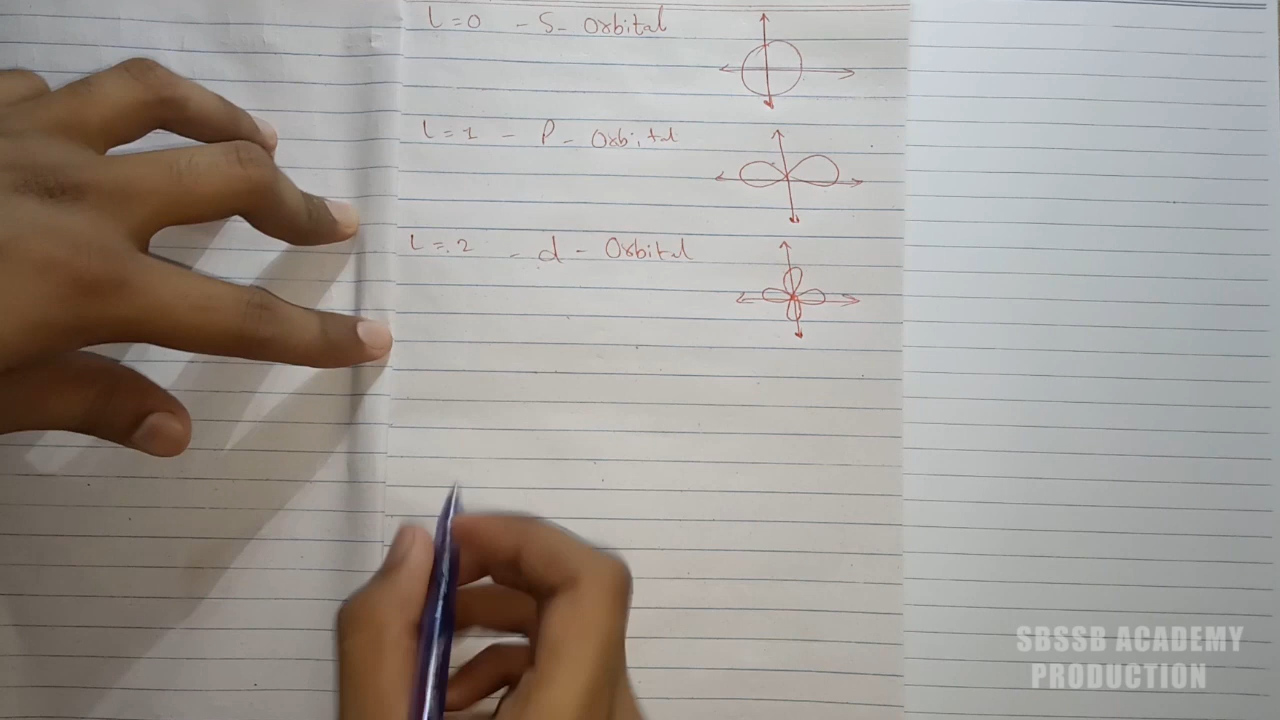 l=0 - S- Orbital
l=1 - P- Orbital
l=2 - d- Orbital
SBSSB ACADEMY
PRODUCTION